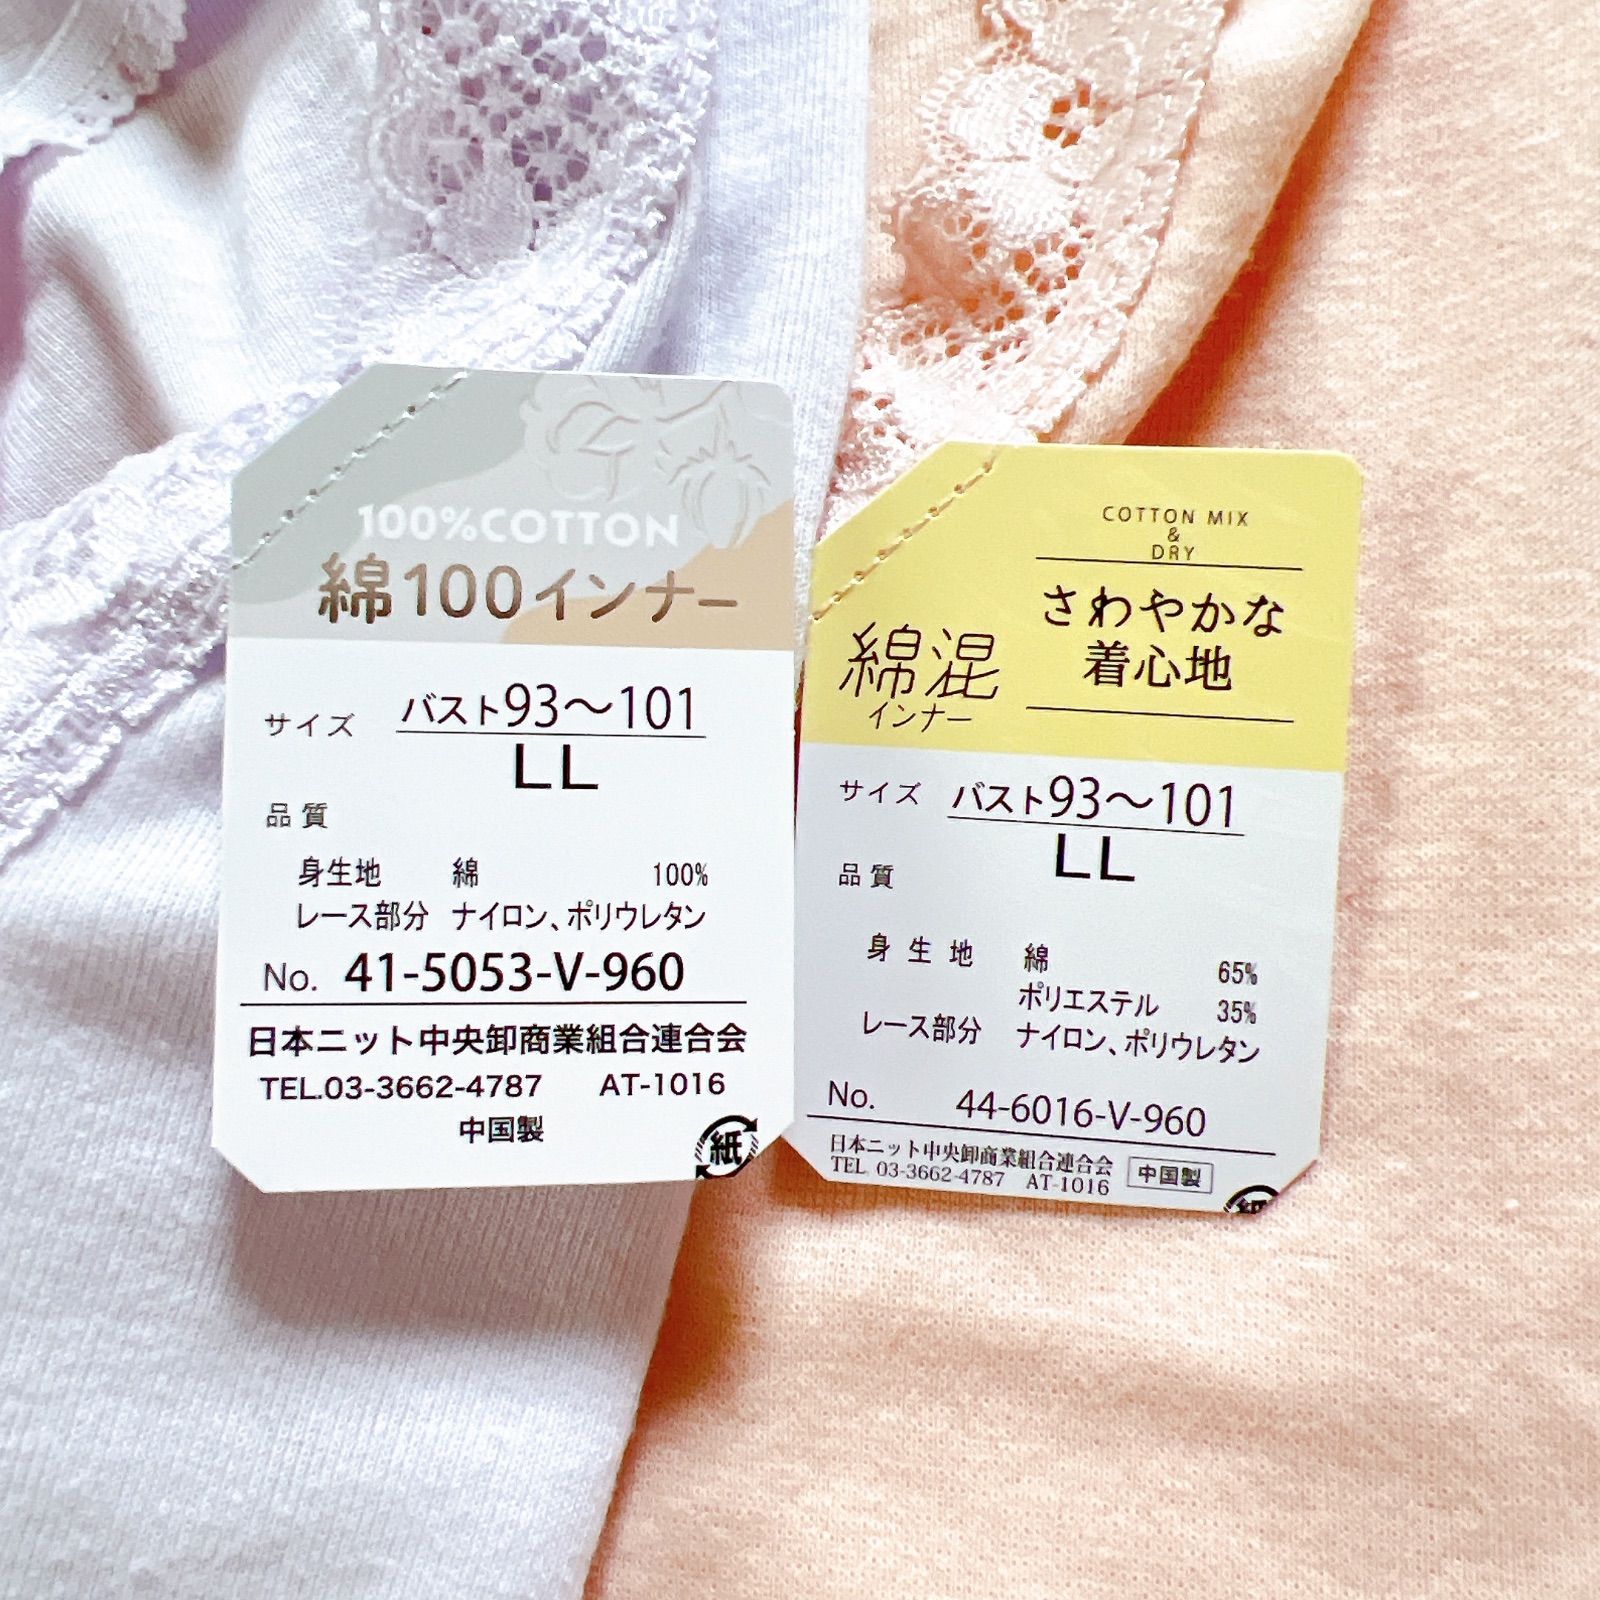 100%COTTON
綿100インナー
サイズ バスト93～101
LL
品質
身生地 綿 100%
レース部分 ナイロン、ポリウレタン
No. 41-5053-V-960
日本ニット中央卸商業組合連合会
TEL.03-3662-4787 AT-1016
中国製
紙
COTTON MIX
&
DRY
さわやかな
着心地
綿混
インナー
サイズ バスト93～101
LL
品質
身生地 綿 65%
ポリエステル 35%
レース部分 ナイロン、ポリウレタン
No. 44-6016-V-960
日本ニット中央卸商業組合連合会
TEL 03-3662-4787 AT-1016
中国製
紙